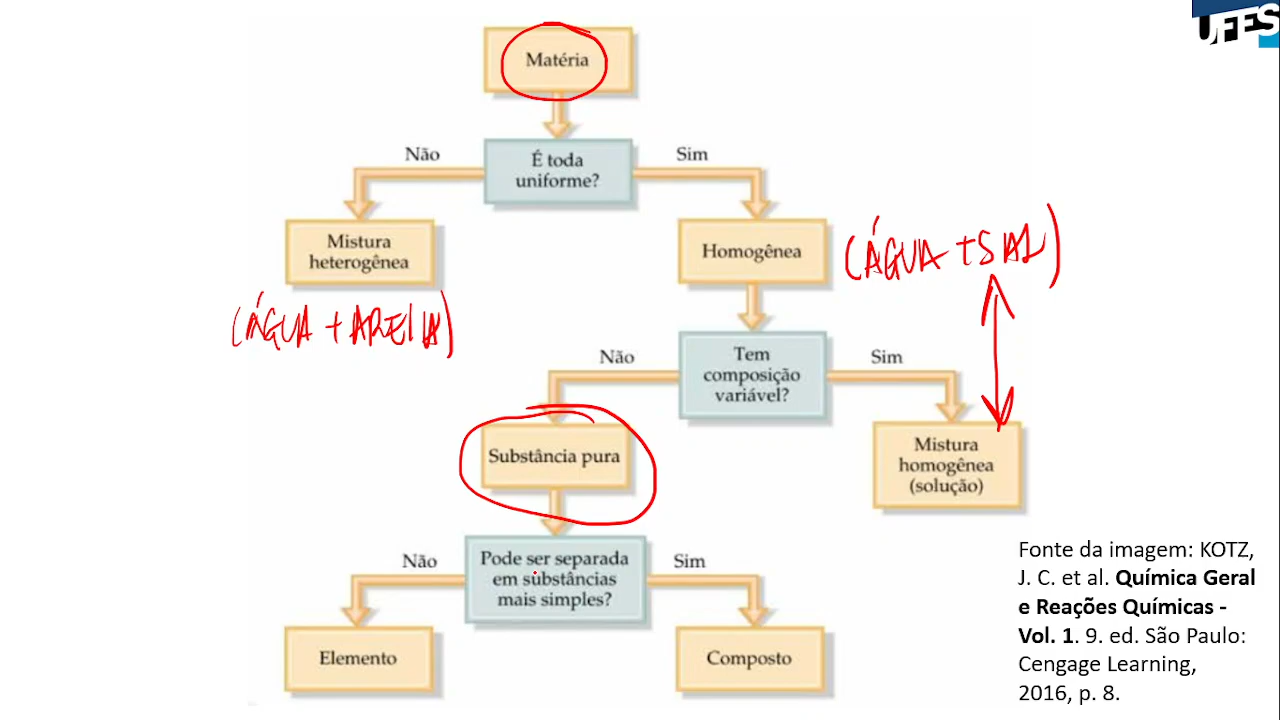 UFES
Matéria
É toda
uniforme?
Não
Sim
Mistura
heterogênea
Homogênea
(ÁGUA + SAL)
(ÁGUA + AREIA)
Tem
composição
variável?
Não
Sim
Substância pura
Mistura
homogênea
(solução)
Pode ser separada
em substâncias
mais simples?
Não
Sim
Elemento
Composto
Fonte da imagem: KOTZ,
J. C. et al. Química Geral
e Reações Químicas -
Vol. 1. 9. ed. São Paulo:
Cengage Learning,
2016, p. 8.